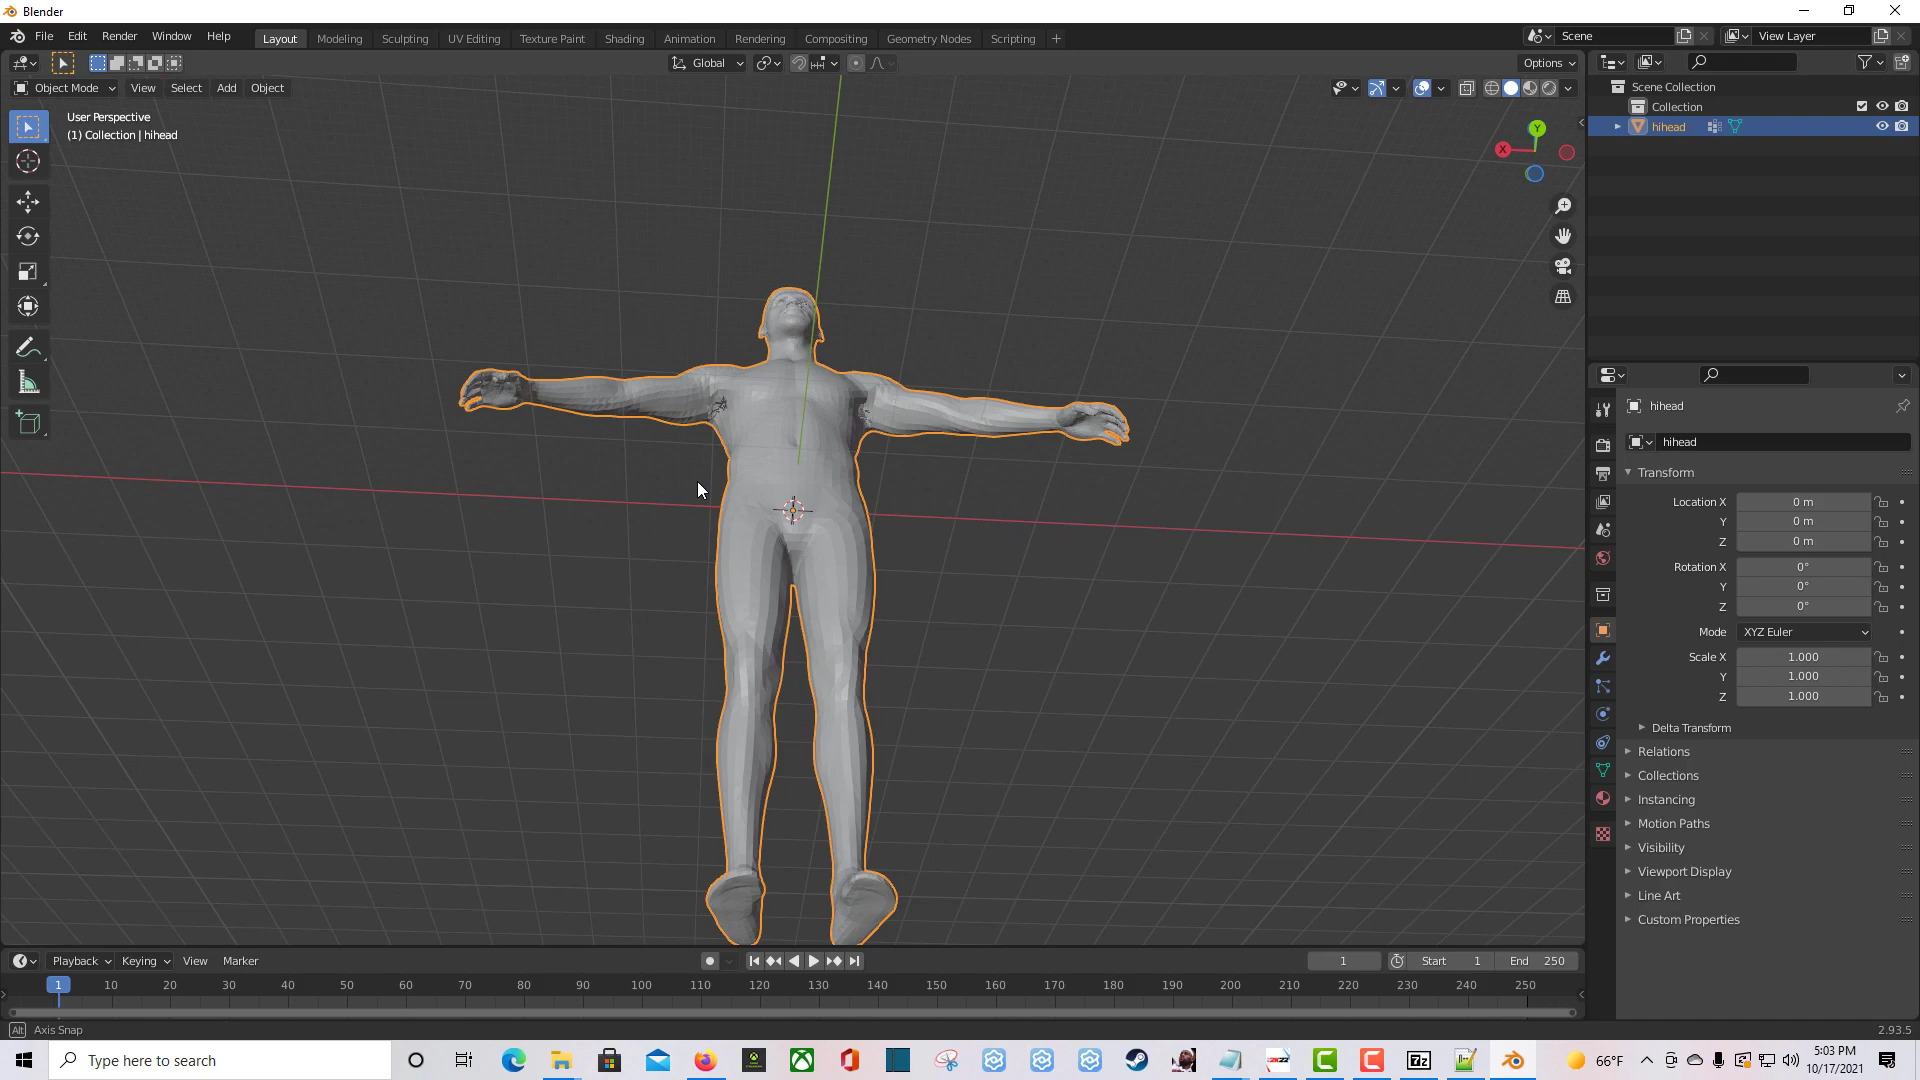 Blender
File Edit Render Window Help
Layout Modeling Sculpting UV Editing Texture Paint Shading Animation Rendering Compositing Geometry Nodes Scripting +
Scene
View Layer
Global
Options
Object Mode View Select Add Object
User Perspective
(1) Collection | hihead
Y
X
Scene Collection
Collection
hihead
hihead
hihead
Transform
Location X 0 m
Y 0 m
Z 0 m
Rotation X 0°
Y 0°
Z 0°
Mode XYZ Euler
Scale X 1.000
Y 1.000
Z 1.000
Delta Transform
Relations
Collections
Instancing
Motion Paths
Visibility
Viewport Display
Line Art
Custom Properties
Playback Keying View Marker
1 Start 1 End 250
1 10 20 30 40 50 60 70 80 90 100 110 120 130 140 150 160 170 180 190 200 210 220 230 240 250
Alt Axis Snap
2.93.5
Type here to search
7z
66°F
5:03 PM
10/17/2021